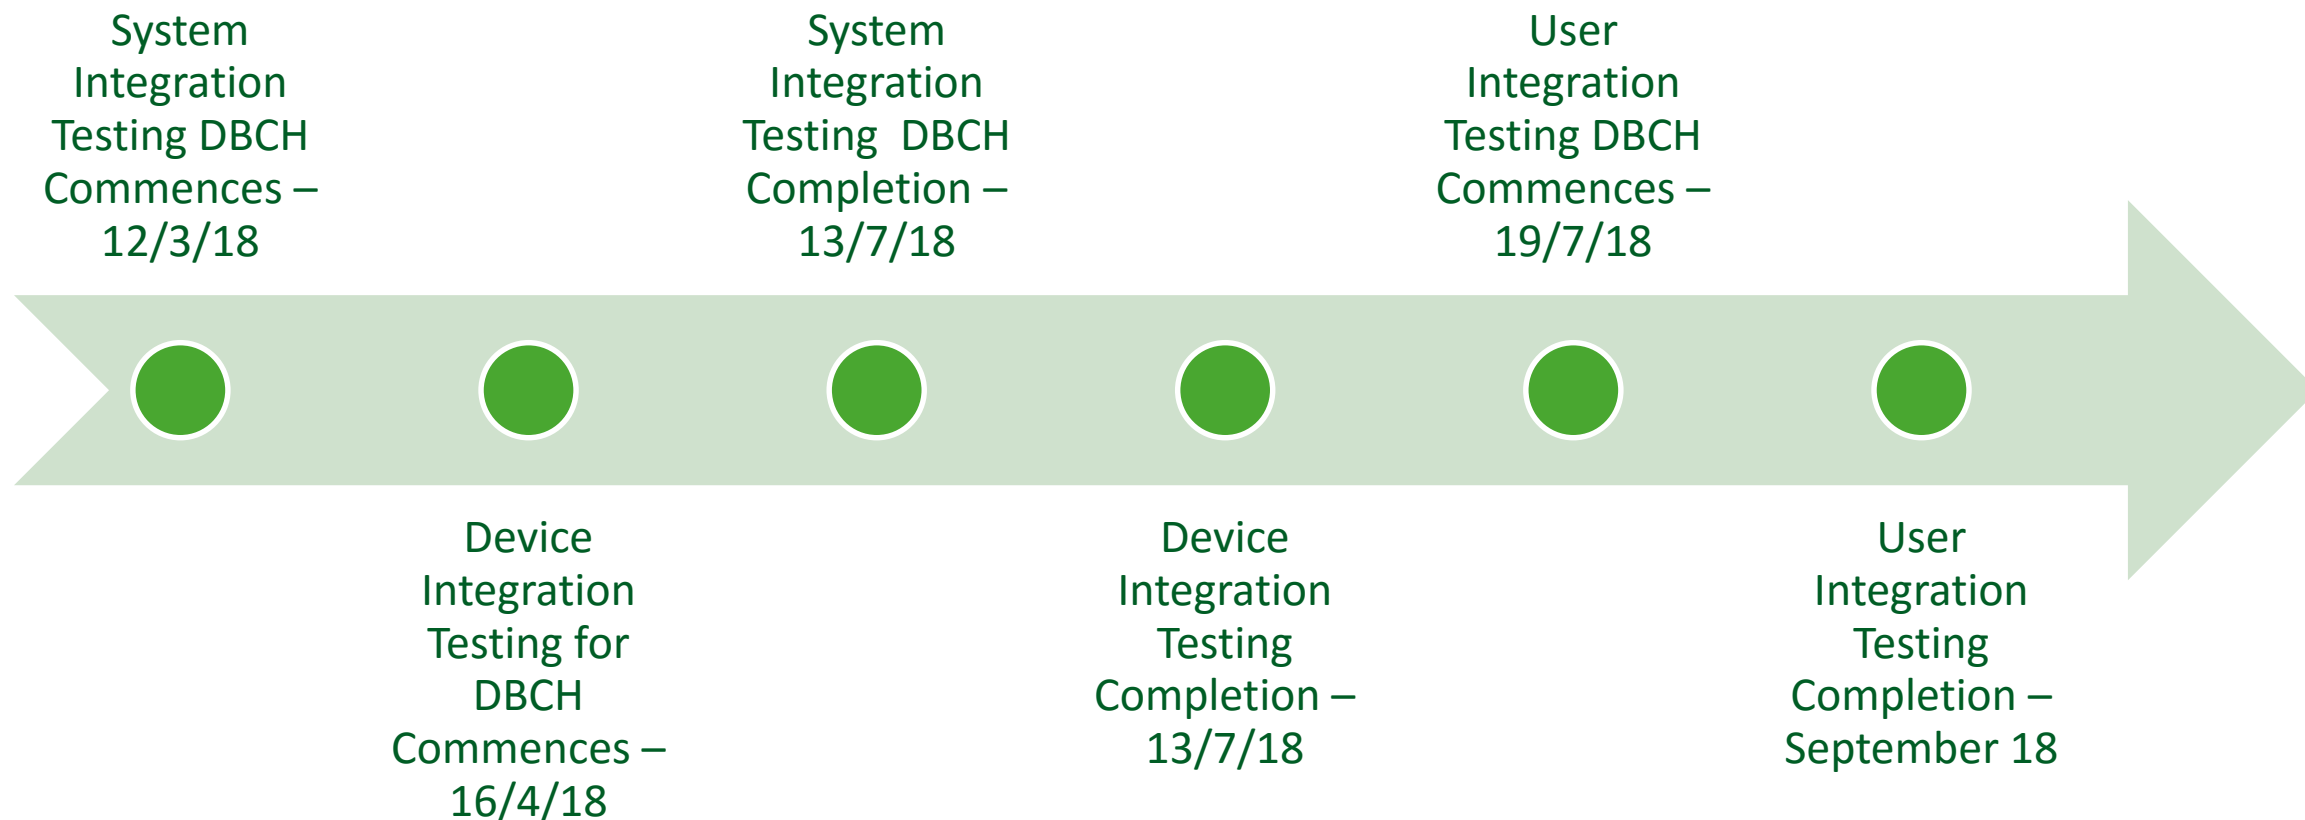 System
Integration
Testing DBCH
Commences –
12/3/18
Device
Integration
Testing for
DBCH
Commences –
16/4/18
System
Integration
Testing  DBCH
Completion –
13/7/18
Device
Integration
Testing
Completion –
13/7/18
User
Integration
Testing DBCH
Commences –
19/7/18
User
Integration
Testing
Completion –
September 18